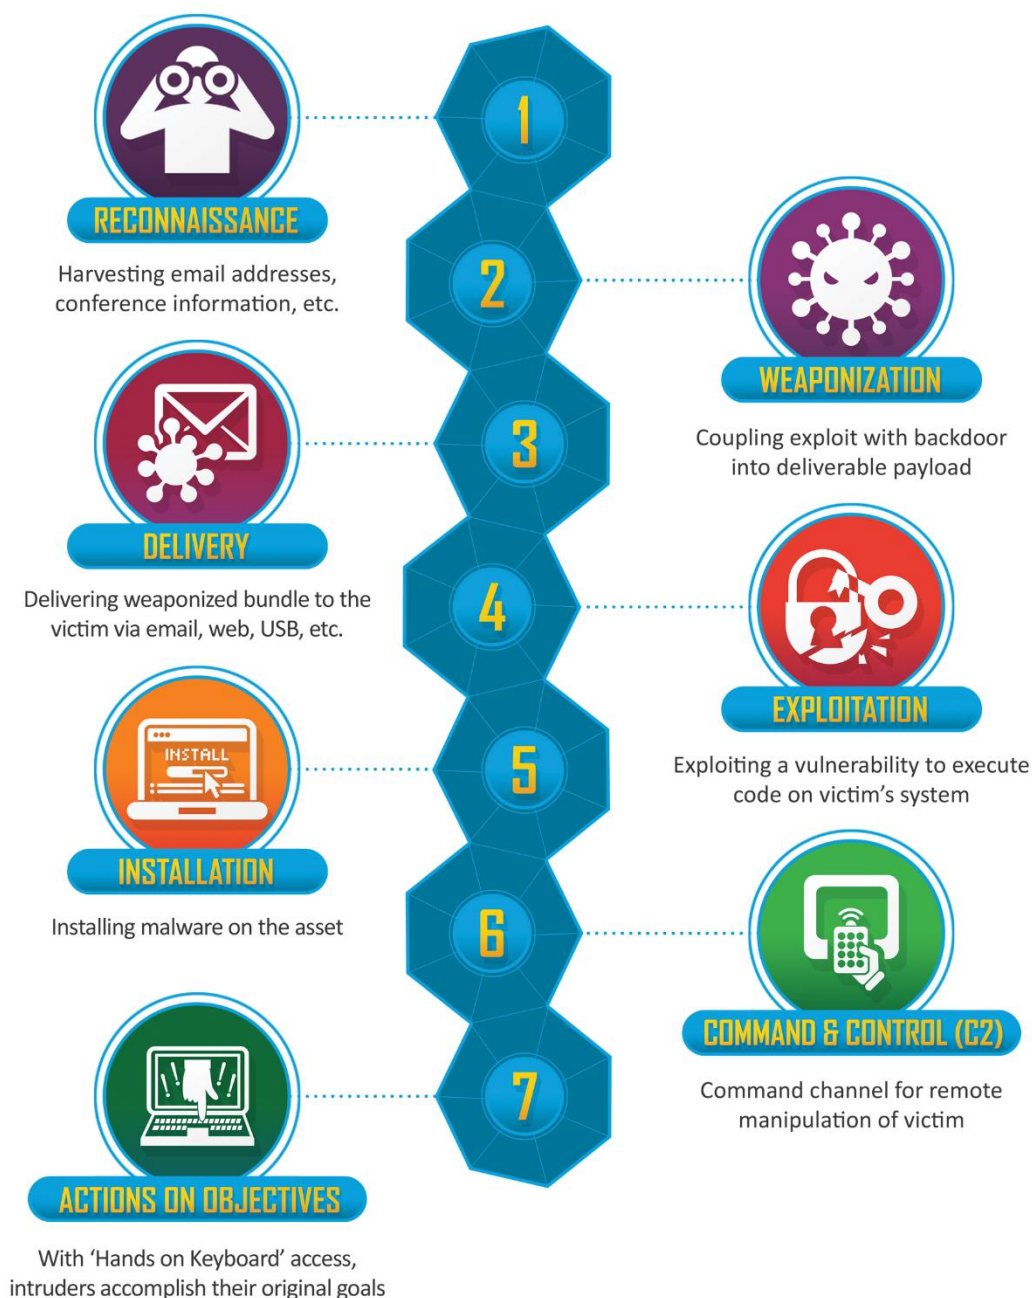 1
RECONNAISSANCE
Harvesting email addresses,
conference information, etc.
2
WEAPONIZATION
Coupling exploit with backdoor
into deliverable payload
3
DELIVERY
Delivering weaponized bundle to the
victim via email, web, USB, etc.
4
EXPLOITATION
Exploiting a vulnerability to execute
code on victim’s system
5
INSTALL
INSTALLATION
Installing malware on the asset
6
COMMAND & CONTROL (C2)
Command channel for remote
manipulation of victim
7
ACTIONS ON OBJECTIVES
With ‘Hands on Keyboard’ access,
intruders accomplish their original goals